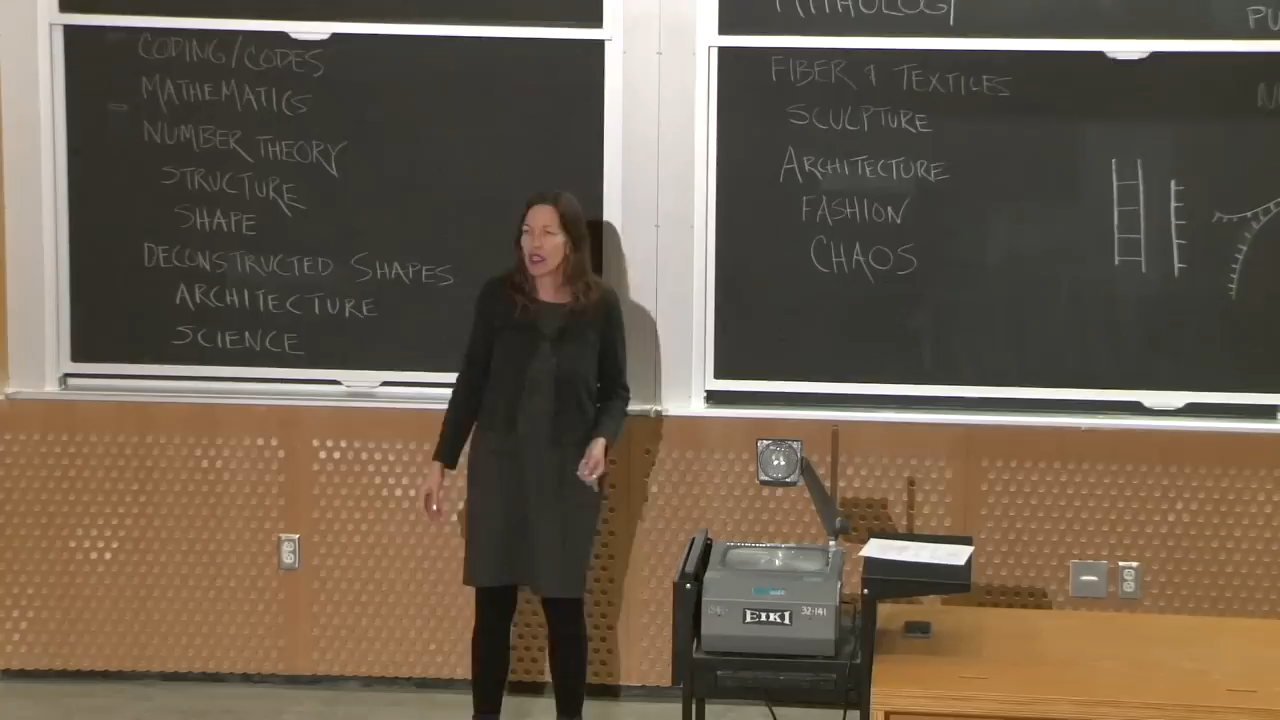 CODING/CODES
MATHEMATICS
NUMBER THEORY
STRUCTURE
SHAPE
DECONSTRUCTED SHAPES
ARCHITECTURE
SCIENCE
MYTHOLOGY
FIBER & TEXTILES
SCULPTURE
ARCHITECTURE
FASHION
CHAOS
EIKI
32-141